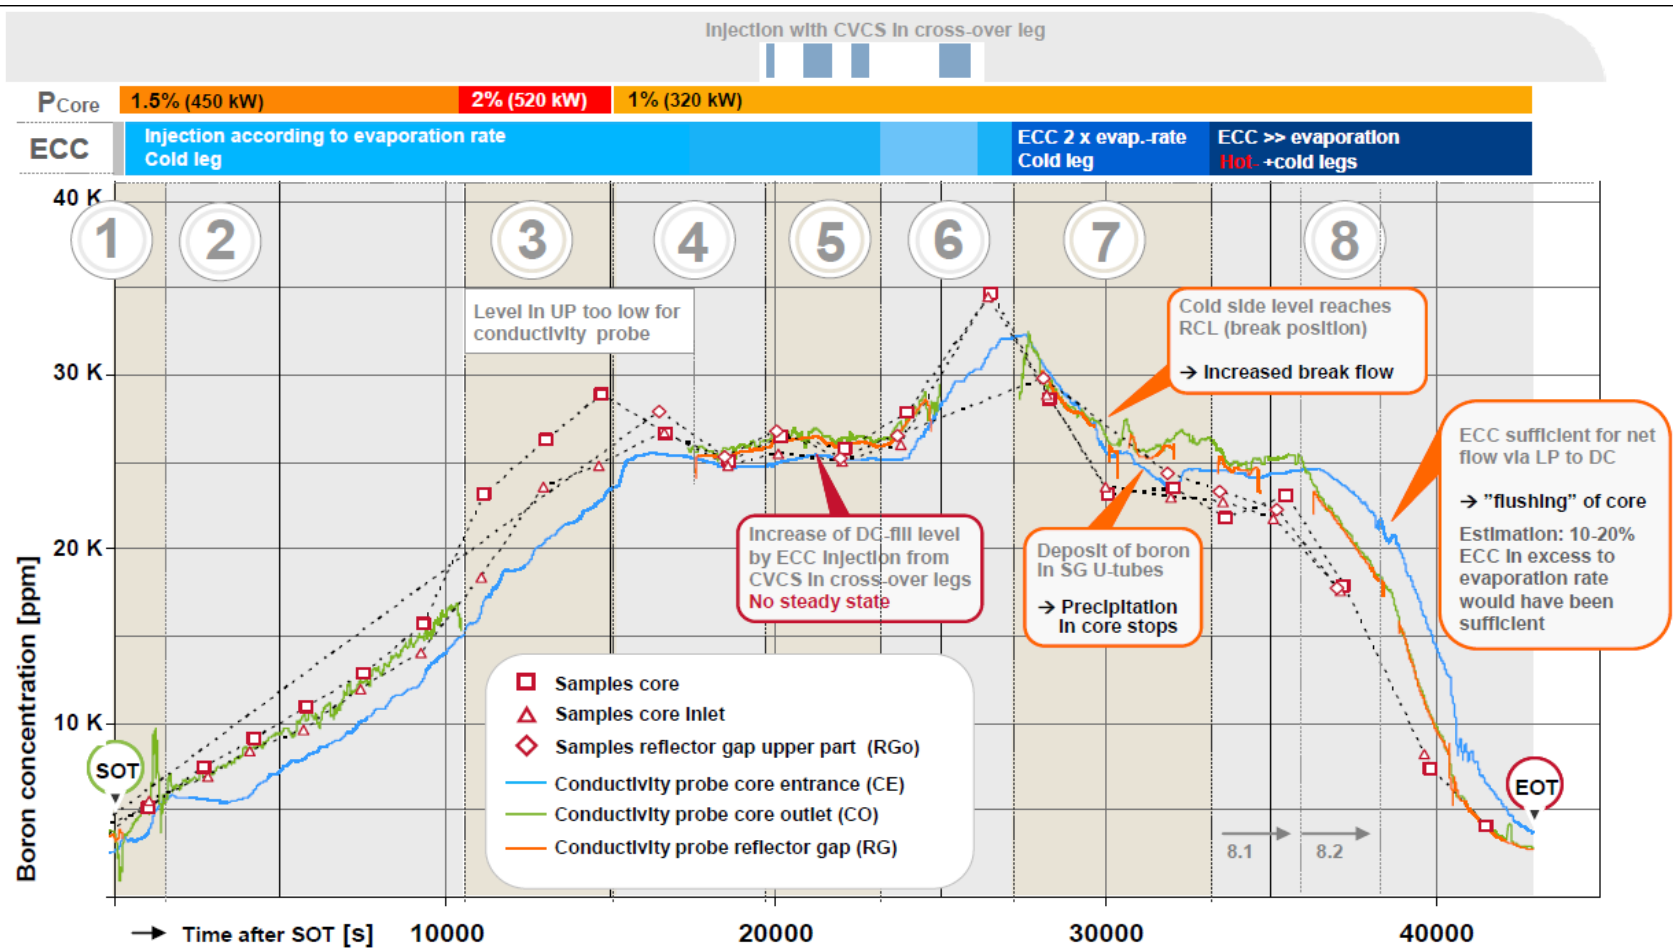 Injection with CVCS in cross-over leg
PCore
1.5% (450 kW)
2% (520 kW)
1% (320 kW)
ECC
Injection according to evaporation rate
Cold leg
ECC 2 x evap.-rate
Cold leg
ECC >> evaporation
Hot- +cold legs
40 K
30 K
20 K
10 K
Boron concentration [ppm]
1
2
3
4
5
6
7
8
Level in UP too low for
conductivity probe
Cold side level reaches
RCL (break position)
→ Increased break flow
ECC sufficient for net
flow via LP to DC
→ "flushing" of core
Estimation: 10-20%
ECC in excess to
evaporation rate
would have been
sufficient
Increase of DC-fill level
by ECC injection from
CVCS in cross-over legs
No steady state
Deposit of boron
in SG U-tubes
→ Precipitation
in core stops
Samples core
Samples core inlet
Samples reflector gap upper part (RGo)
Conductivity probe core entrance (CE)
Conductivity probe core outlet (CO)
Conductivity probe reflector gap (RG)
SOT
EOT
8.1
8.2
→ Time after SOT [s]
10000
20000
30000
40000